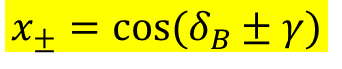 x± = cos(δB ± γ)